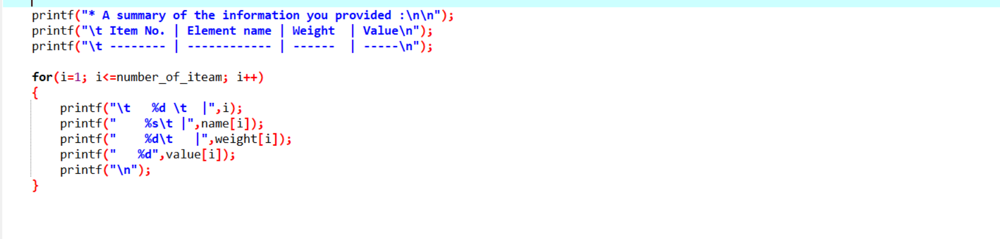 printf("* A summary of the information you provided :\n\n");
printf("\t Item No. | Element name | Weight  | Value\n");
printf("\t -------- | ------------ | ------  | -----\n");
for(i=1; i<=number_of_iteam; i++)
{
    printf("\t   %d \t  |",i);
    printf("    %s\t |",name[i]);
    printf("    %d\t   |",weight[i]);
    printf("   %d",value[i]);
    printf("\n");
}